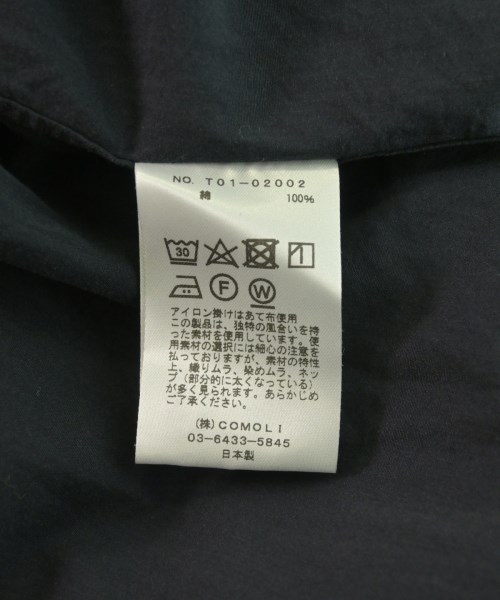 NO. T01-02002
綿 100%
30
F W
アイロン掛けはあて布使用
この製品は、独特の風合いを持
った素材を使用しています。使
用素材の選択には細心の注意を
払っておりますが、素材の特性
上、織りムラ、染めムラ、ネッ
プ（部分的に太くなっている）
が多く見られます。あらかじめ
ご了承ください。
(株)COMOLI
03-6433-5845
日本製